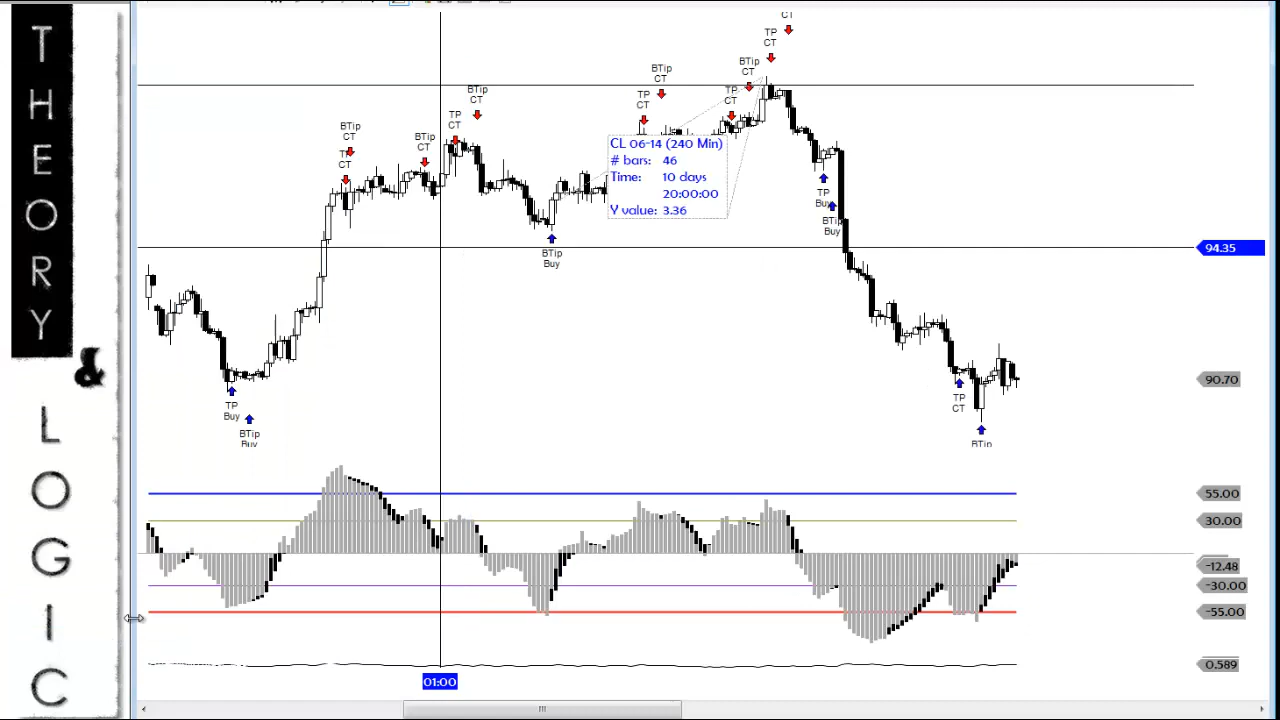 THEORY
&
LOGIC
CT
TP
CT
BTip
CT
BTip
CT
TP
CT
TP
CT
BTip
CT
TP
CT
BTip
CT
BTip
CT
TP
CT
CL 06-14 (240 Min)
# bars: 46
Time: 10 days
20:00:00
Y value: 3.36
TP
Buy
BTip
Buy
BTip
Buy
94.35
90.70
TP
Buy
BTip
Buy
TP
CT
BTip
55.00
30.00
-12.48
-30.00
-55.00
0.589
01:00